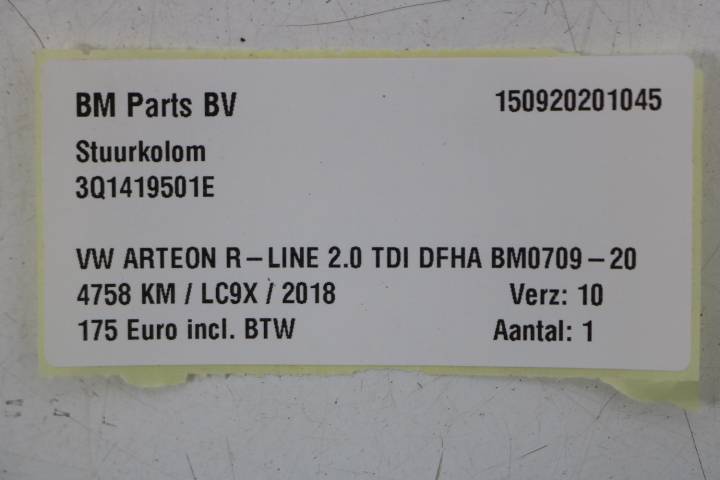 BM Parts BV 150920201045
Stuurkolom
3Q1419501E
VW ARTEON R-LINE 2.0 TDI DFHA BM0709-20
4758 KM / LC9X / 2018 Verz: 10
175 Euro incl. BTW Aantal: 1